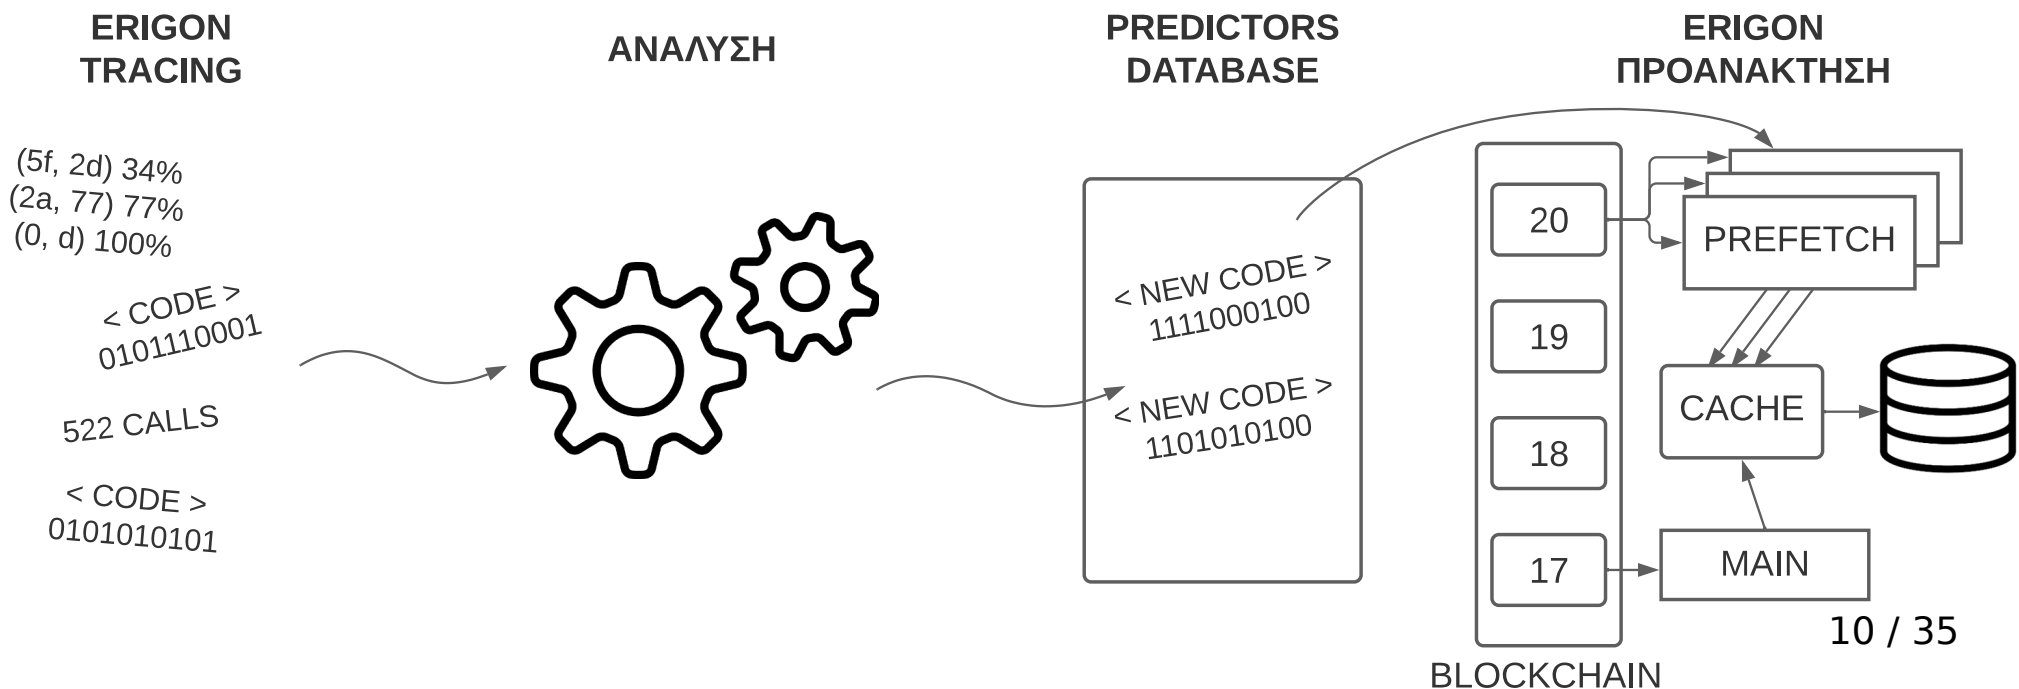 ERIGON
TRACING
(5f, 2d) 34%
(2a, 77) 77%
(0, d) 100%
< CODE >
0101110001
522 CALLS
< CODE >
0101010101
ΑΝΑΛΥΣΗ
PREDICTORS
DATABASE
< NEW CODE >
1111000100
< NEW CODE >
1101010100
ERIGON
ΠΡΟΑΝΑΚΤΗΣΗ
20
19
18
17
BLOCKCHAIN
PREFETCH
CACHE
MAIN
10 / 35